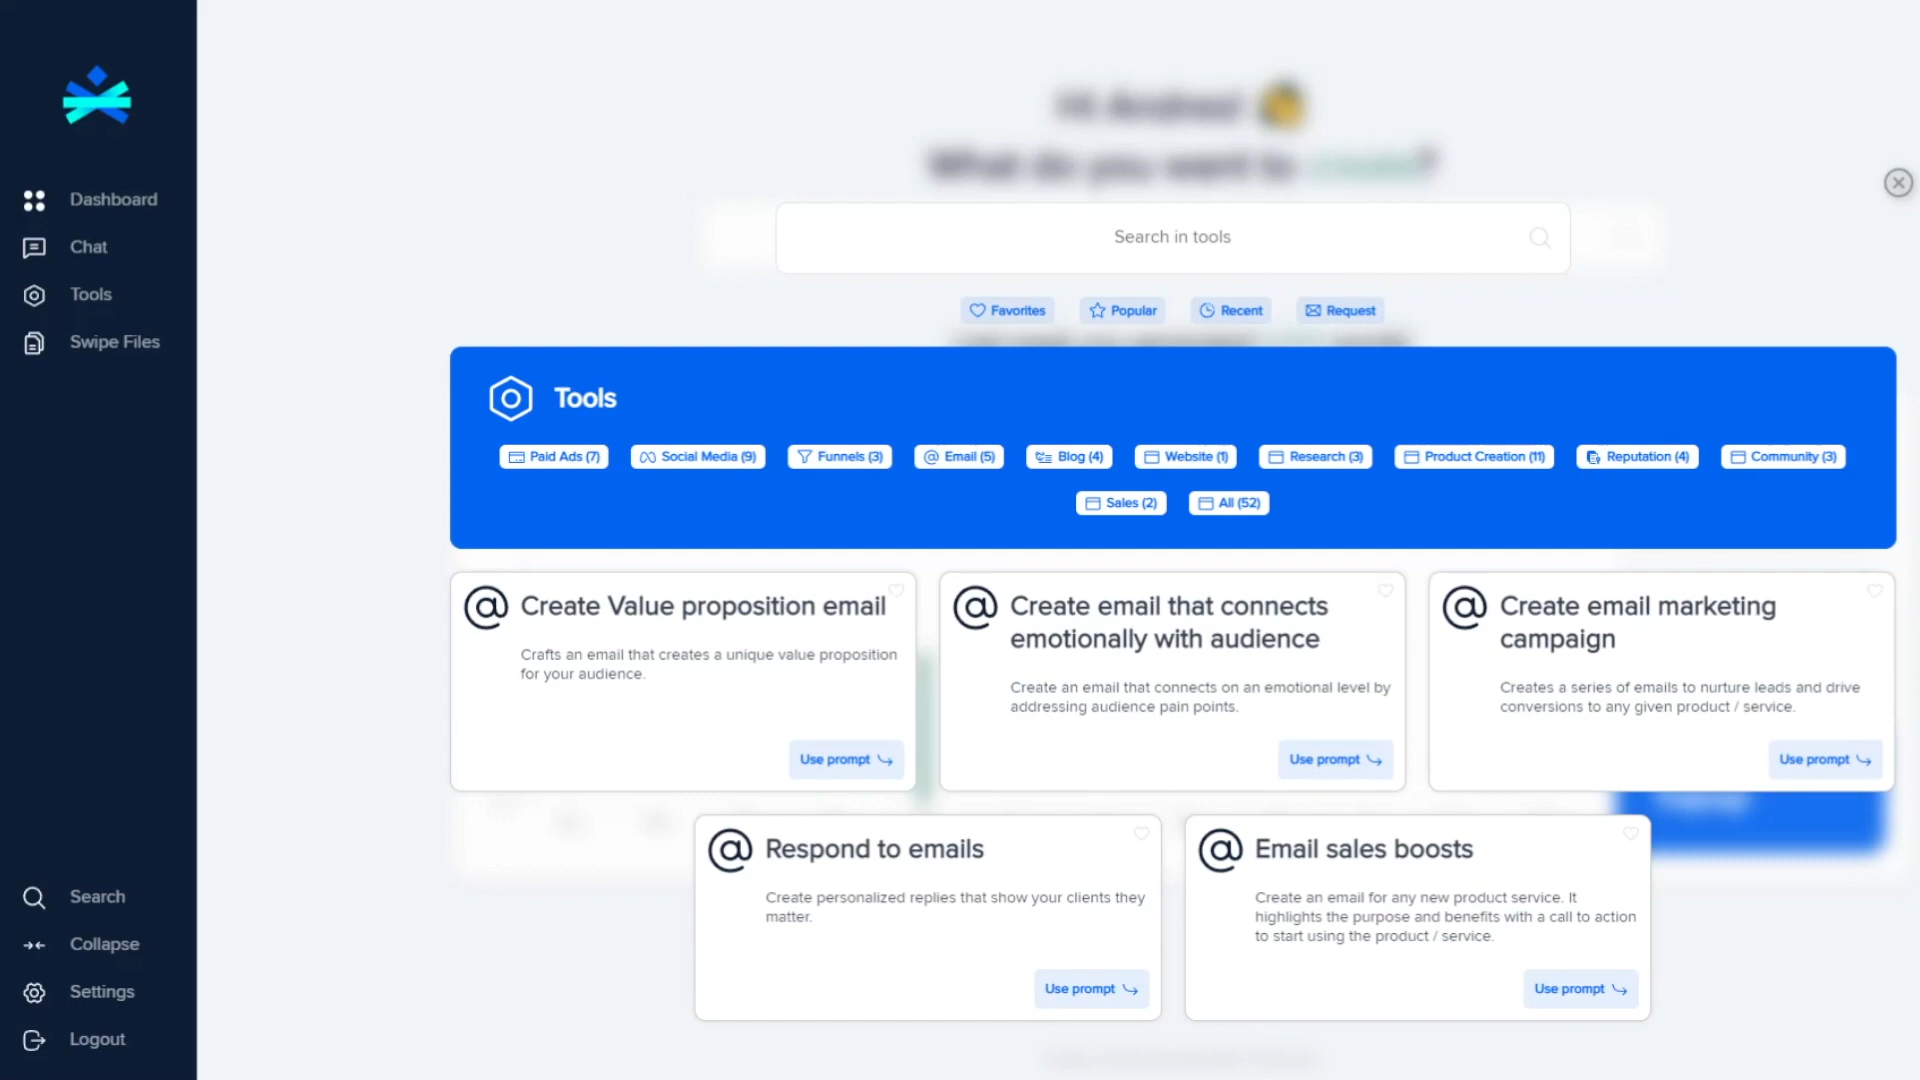 Dashboard
Chat
Tools
Swipe Files
Search
Collapse
Settings
Logout
What do you want to create?
Search in tools
Favorites Popular Recent Request
Tools
Paid Ads (7) Social Media (9) Funnels (3) Email (5) Blog (4) Website (1) Research (3) Product Creation (11) Reputation (4) Community (3)
Sales (2) All (52)
Create Value proposition email
Crafts an email that creates a unique value proposition
for your audience.
Use prompt
Create email that connects
emotionally with audience
Create an email that connects on an emotional level by
addressing audience pain points.
Use prompt
Create email marketing
campaign
Creates a series of emails to nurture leads and drive
conversions to any given product / service.
Use prompt
Respond to emails
Create personalized replies that show your clients they
matter.
Use prompt
Email sales boosts
Create an email for any new product service. It
highlights the purpose and benefits with a call to action
to start using the product / service.
Use prompt